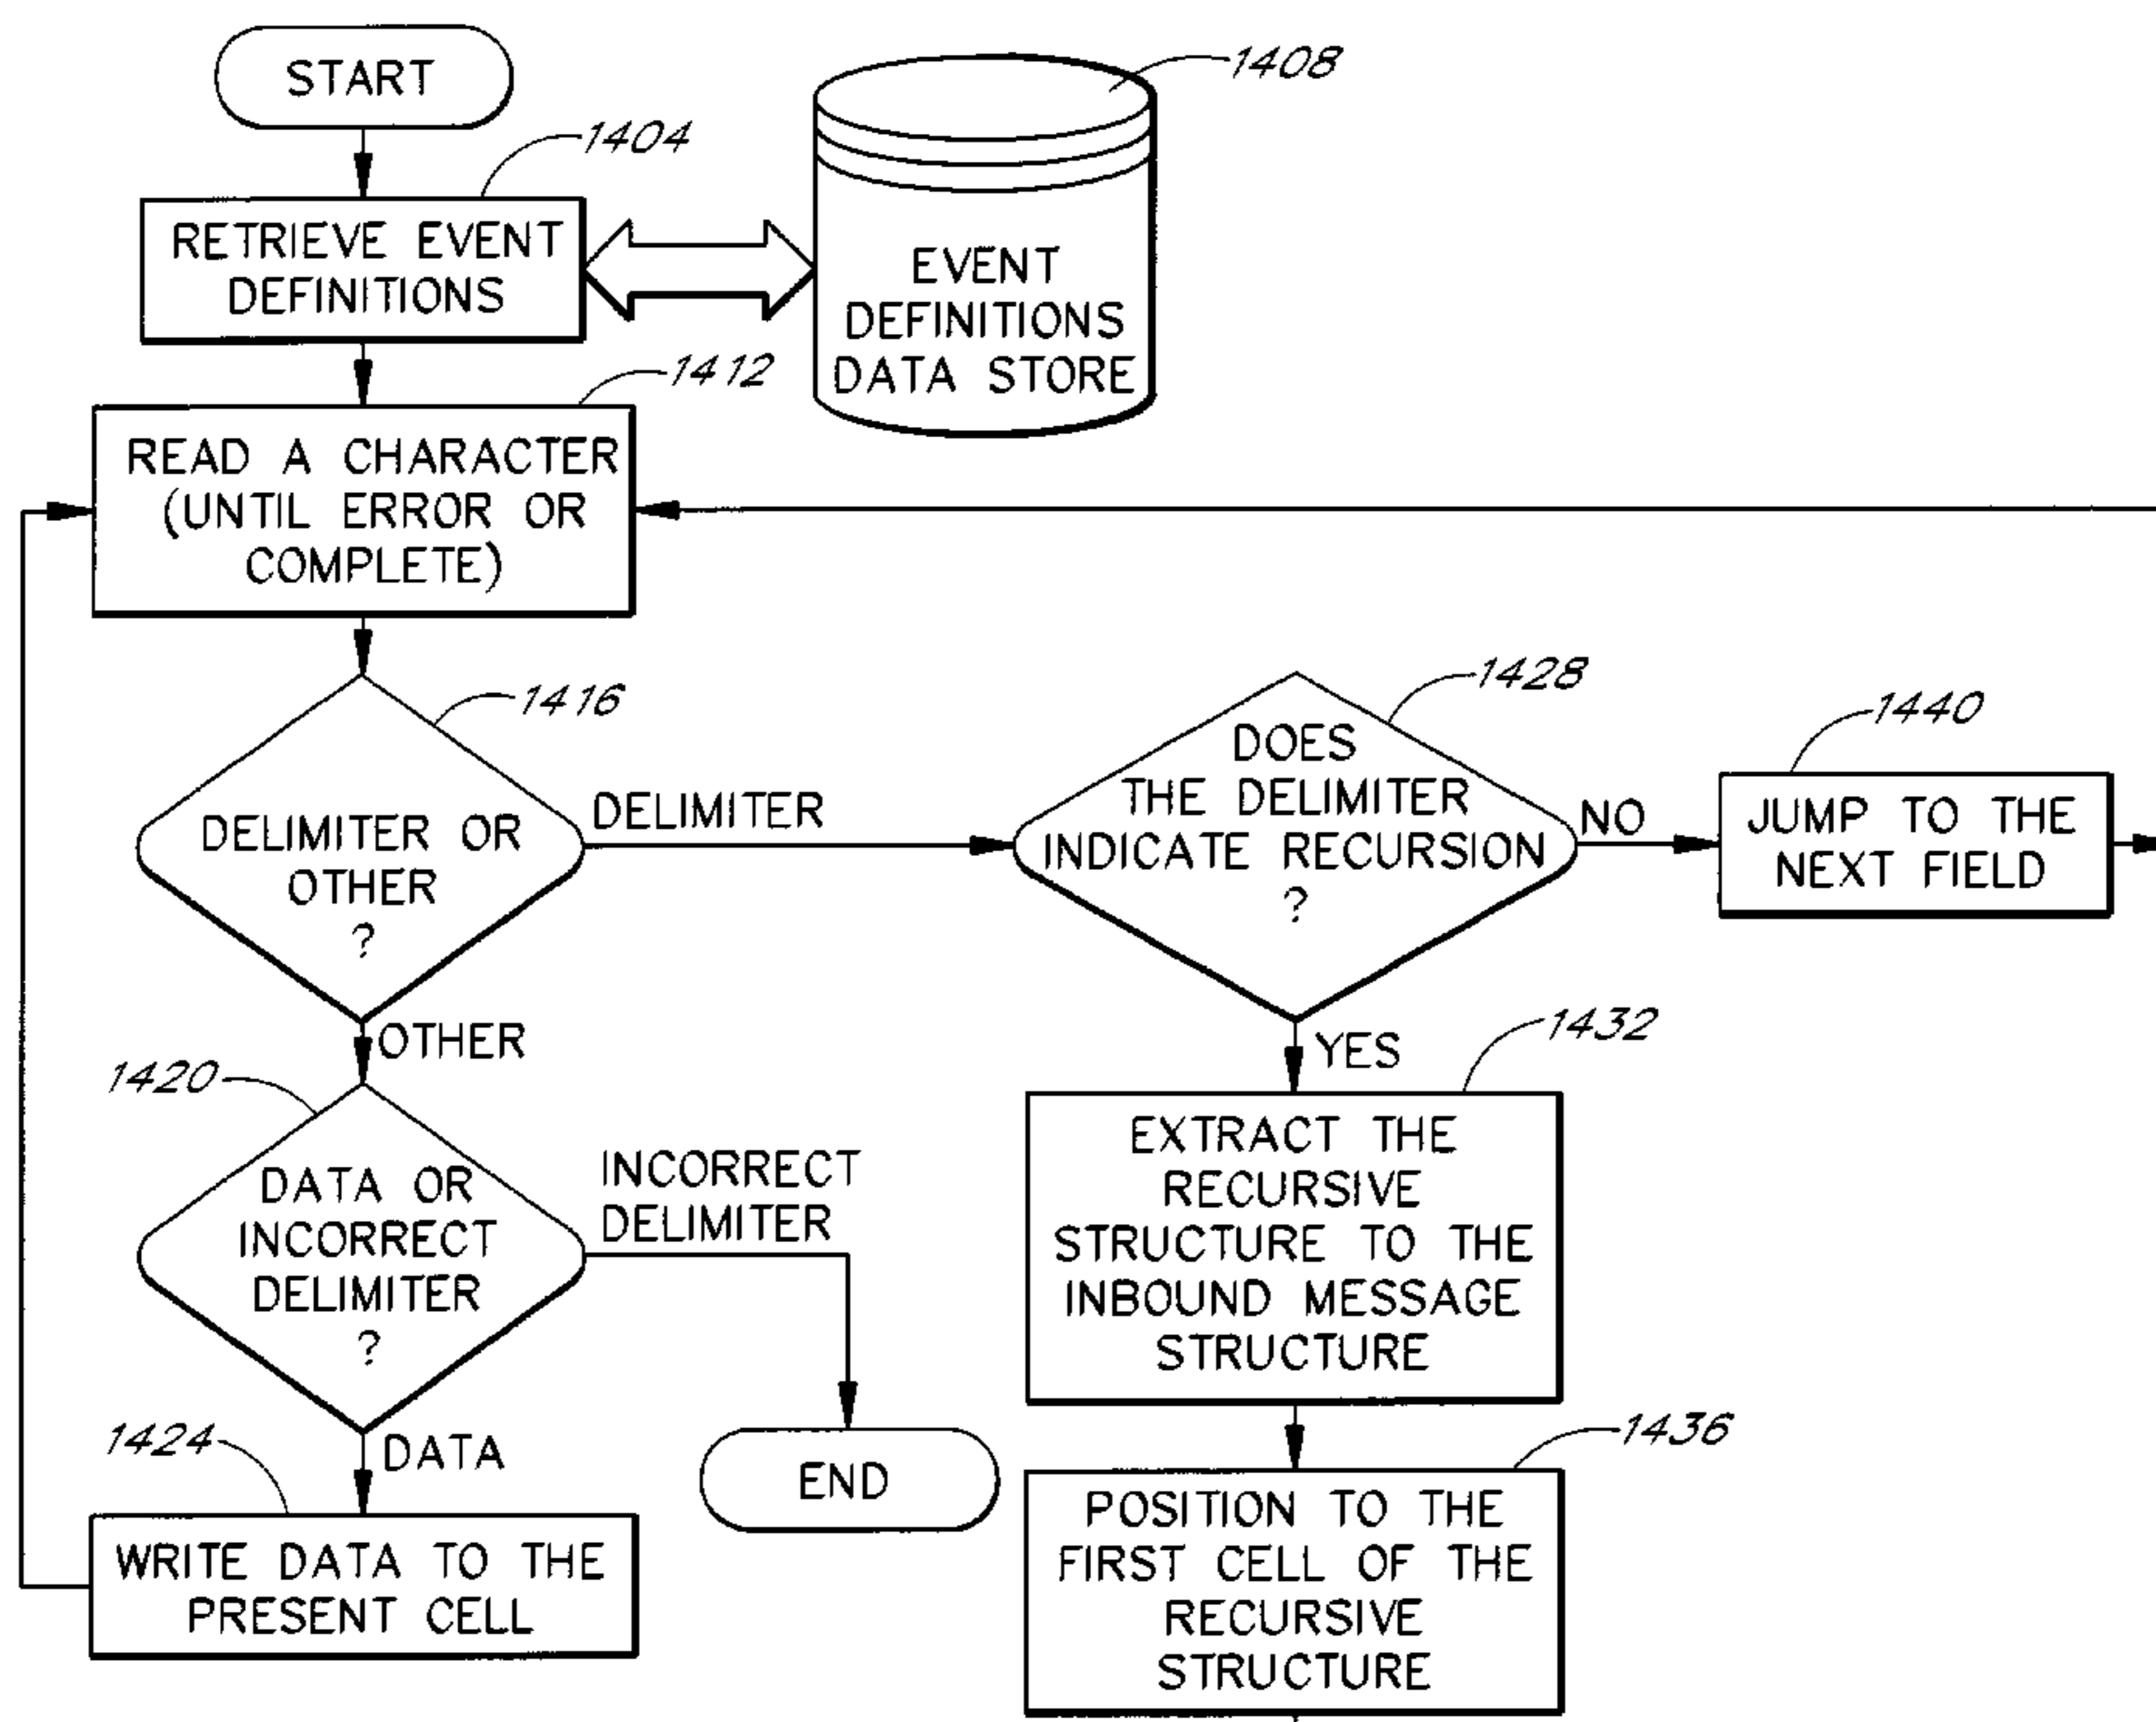 START
1404
1408
RETRIEVE EVENT
DEFINITIONS
EVENT
DEFINITIONS
DATA STORE
1412
READ A CHARACTER
(UNTIL ERROR OR
COMPLETE)
1416
DELIMITER OR
OTHER
?
DELIMITER
1428
DOES
THE DELIMITER
INDICATE RECURSION
?
NO
1440
JUMP TO THE
NEXT FIELD
OTHER
1420
DATA OR
INCORRECT
DELIMITER
?
INCORRECT
DELIMITER
END
YES
1432
EXTRACT THE
RECURSIVE
STRUCTURE TO THE
INBOUND MESSAGE
STRUCTURE
1424
DATA
WRITE DATA TO THE
PRESENT CELL
1436
POSITION TO THE
FIRST CELL OF THE
RECURSIVE
STRUCTURE